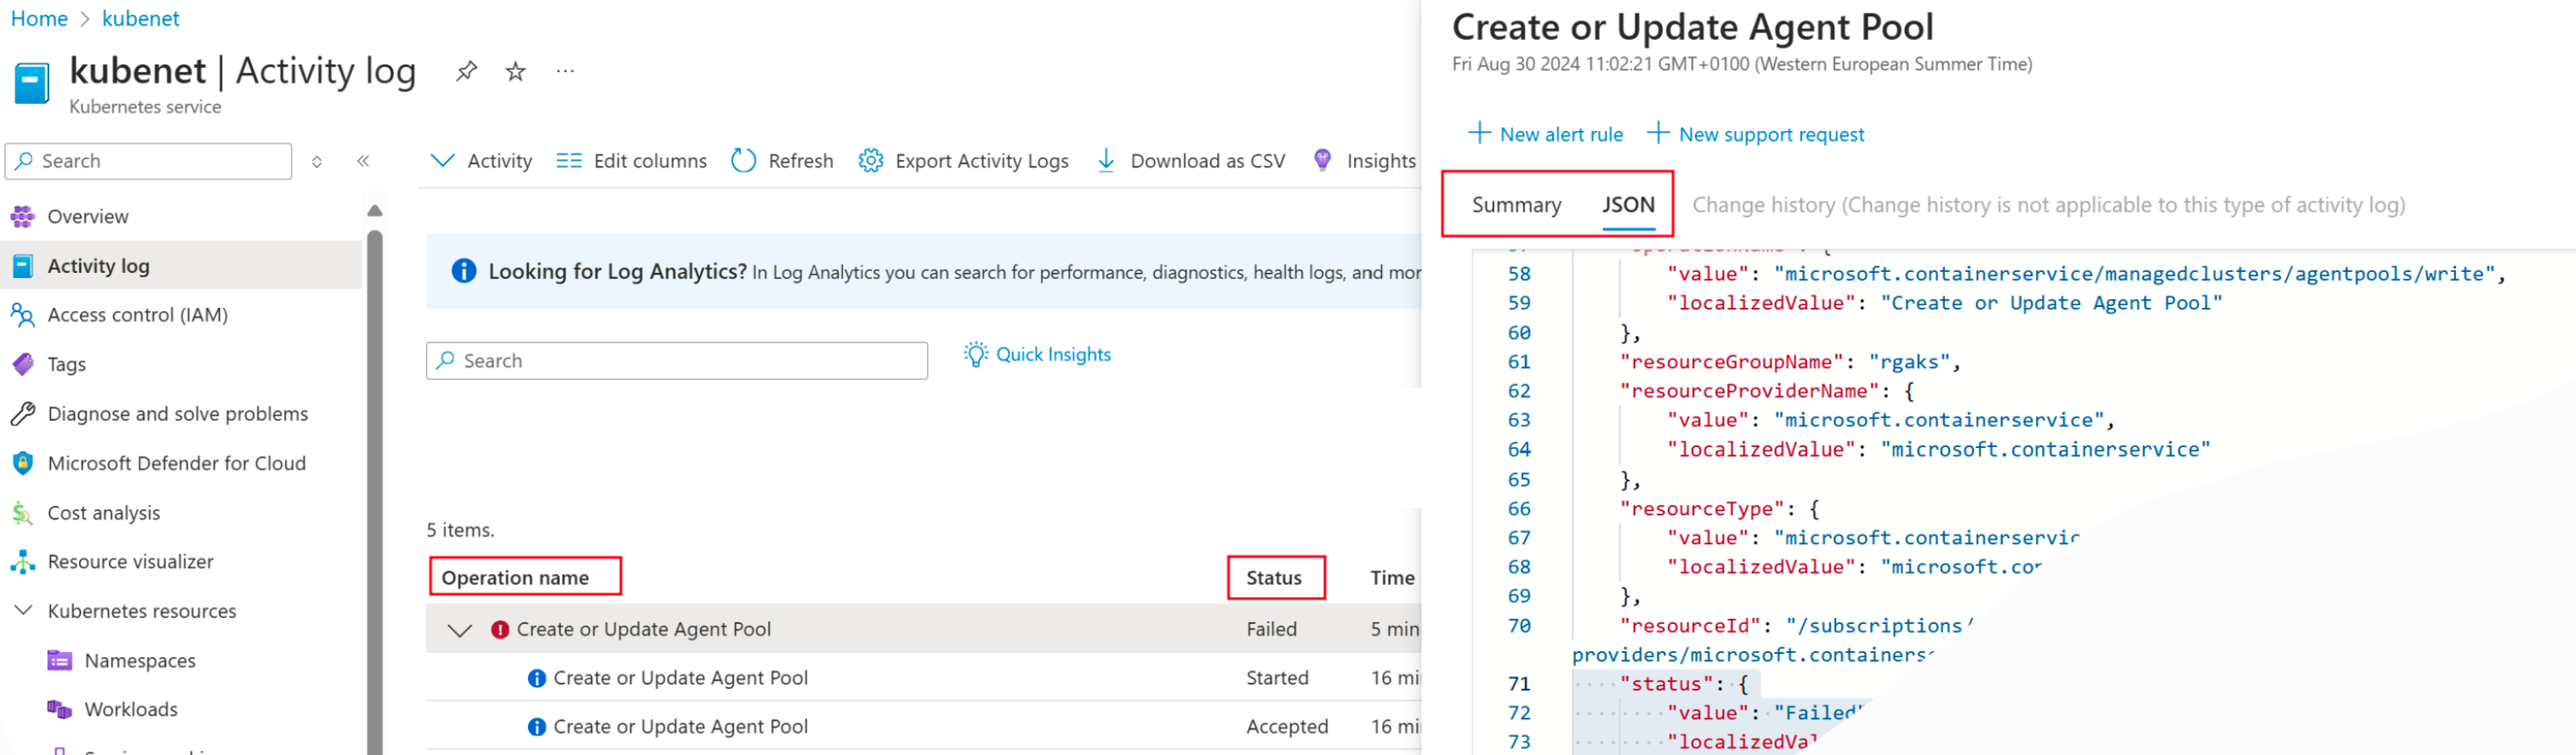 Home > kubenet
kubenet | Activity log
Kubernetes service
Search
Overview
Activity log
Access control (IAM)
Tags
Diagnose and solve problems
Microsoft Defender for Cloud
Cost analysis
Resource visualizer
Kubernetes resources
Namespaces
Workloads
Activity Edit columns Refresh Export Activity Logs Download as CSV Insights
Looking for Log Analytics? In Log Analytics you can search for performance, diagnostics, health logs, and mor
Search
Quick Insights
5 items.
Operation name Status Time
Create or Update Agent Pool Failed 5 min
Create or Update Agent Pool Started 16 mi
Create or Update Agent Pool Accepted 16 mi
Create or Update Agent Pool
Fri Aug 30 2024 11:02:21 GMT+0100 (Western European Summer Time)
New alert rule New support request
Summary JSON Change history (Change history is not applicable to this type of activity log)
58 "value": "microsoft.containerservice/managedclusters/agentpools/write",
59 "localizedValue": "Create or Update Agent Pool"
60 },
61 "resourceGroupName": "rgaks",
62 "resourceProviderName": {
63 "value": "microsoft.containerservice",
64 "localizedValue": "microsoft.containerservice"
65 },
66 "resourceType": {
67 "value": "microsoft.containerservic
68 "localizedValue": "microsoft.co
69 },
70 "resourceId": "/subscriptions/
providers/microsoft.containers
71 "status": {
72 "value": "Failed"
73 "localizedVal